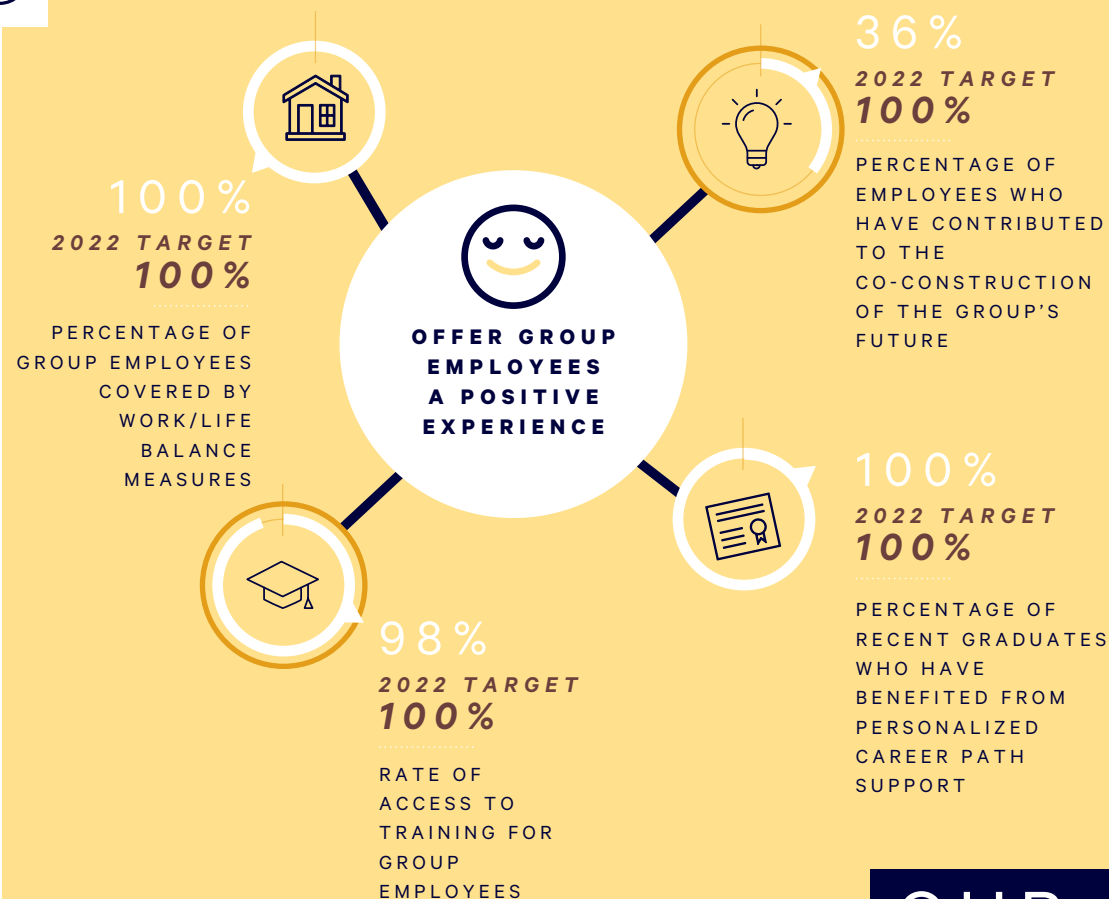 100%
2022 TARGET
100%
PERCENTAGE OF
GROUP EMPLOYEES
COVERED BY
WORK/LIFE
BALANCE
MEASURES
36%
2022 TARGET
100%
PERCENTAGE OF
EMPLOYEES WHO
HAVE CONTRIBUTED
TO THE
CO-CONSTRUCTION
OF THE GROUP'S
FUTURE
OFFER GROUP
EMPLOYEES
A POSITIVE
EXPERIENCE
98%
2022 TARGET
100%
RATE OF
ACCESS TO
TRAINING FOR
GROUP
EMPLOYEES
100%
2022 TARGET
100%
PERCENTAGE OF
RECENT GRADUATES
WHO HAVE
BENEFITED FROM
PERSONALIZED
CAREER PATH
SUPPORT